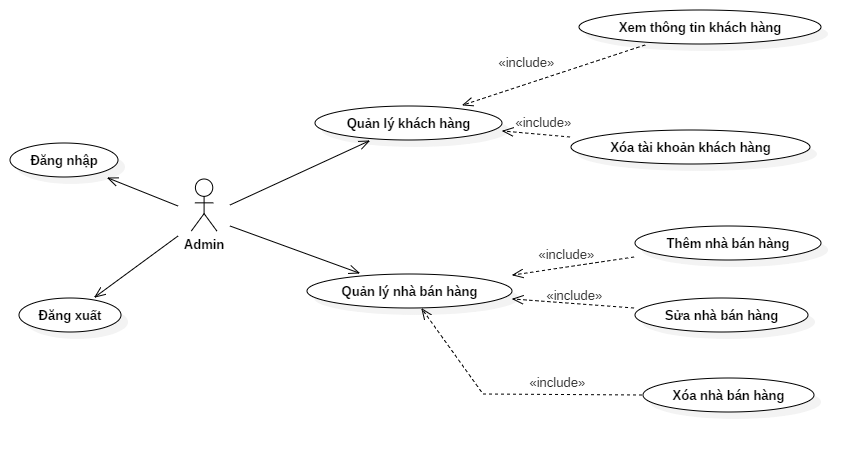 Xem thông tin khách hàng
«include»
Quản lý khách hàng
«include»
Xóa tài khoản khách hàng
Đăng nhập
Admin
Thêm nhà bán hàng
«include»
Quản lý nhà bán hàng
«include»
Đăng xuất
Sửa nhà bán hàng
«include»
Xóa nhà bán hàng